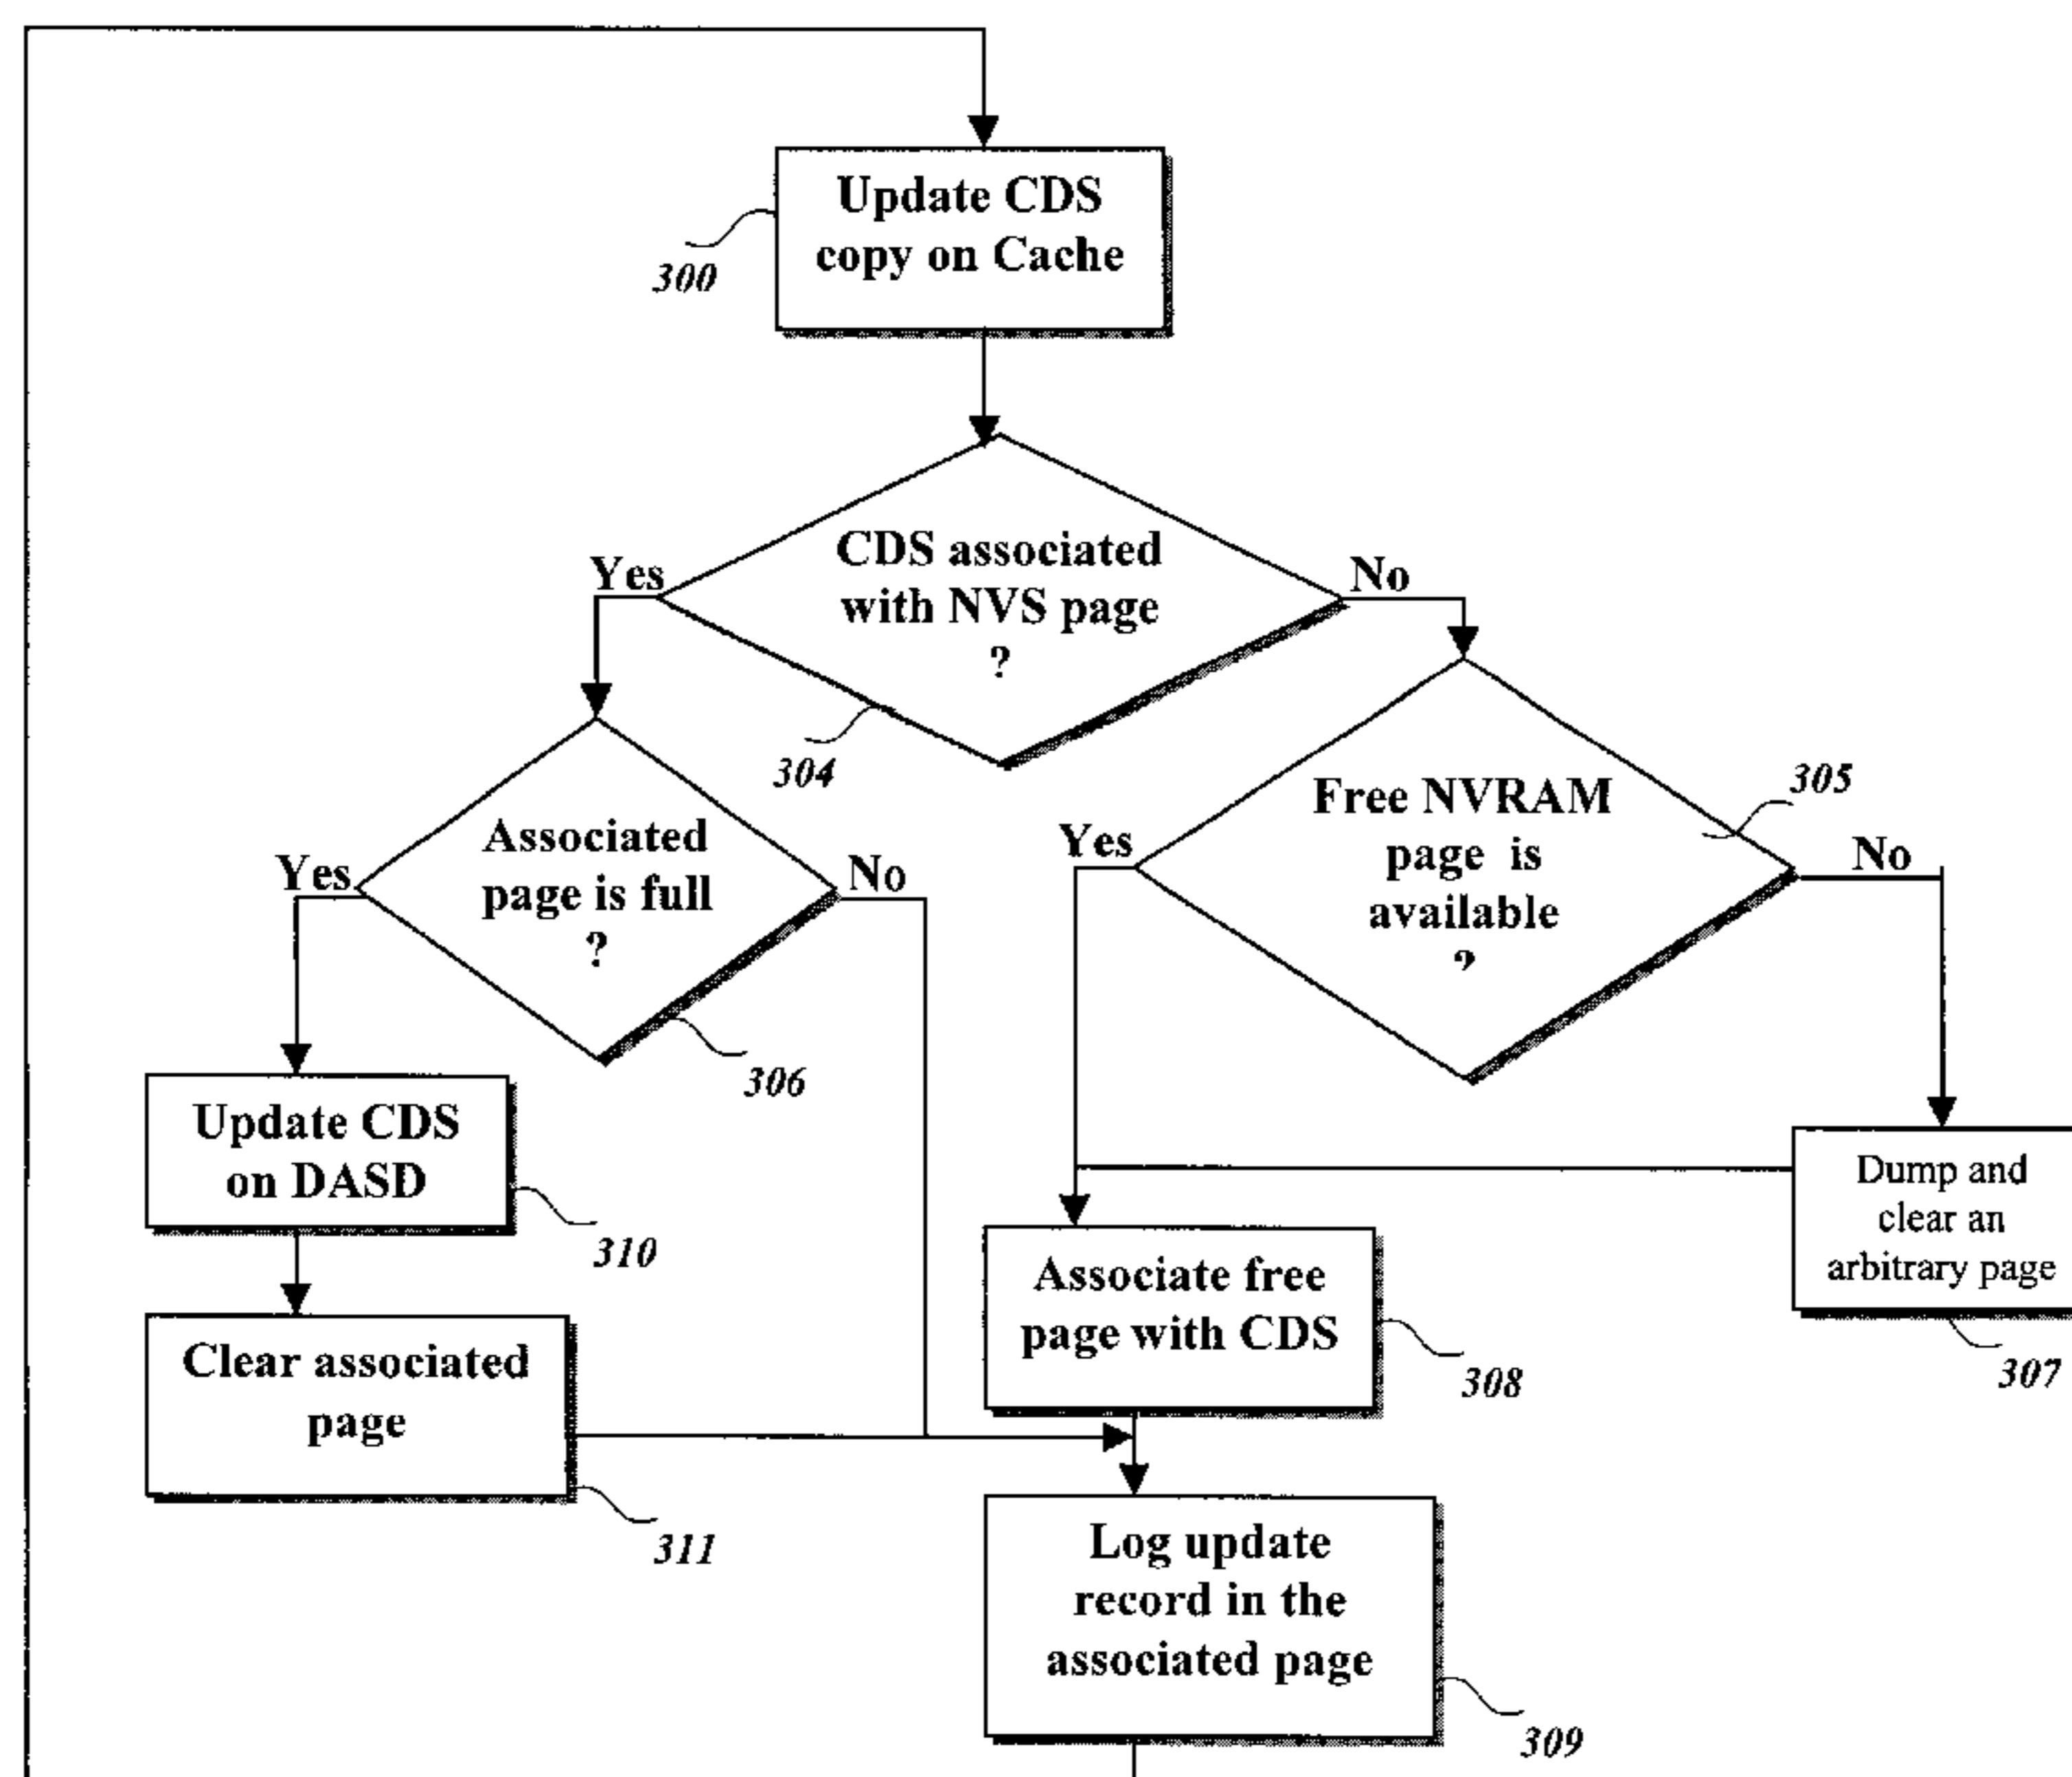 Update CDS
copy on Cache
300
CDS associated
with NVS page
?
Yes
No
304
Free NVRAM
page is
available
?
305
Yes
No
Associated
page is full
?
Yes
No
306
Update CDS
on DASD
310
Dump and
clear an
arbitrary page
307
Associate free
page with CDS
308
Clear associated
page
311
Log update
record in the
associated page
309